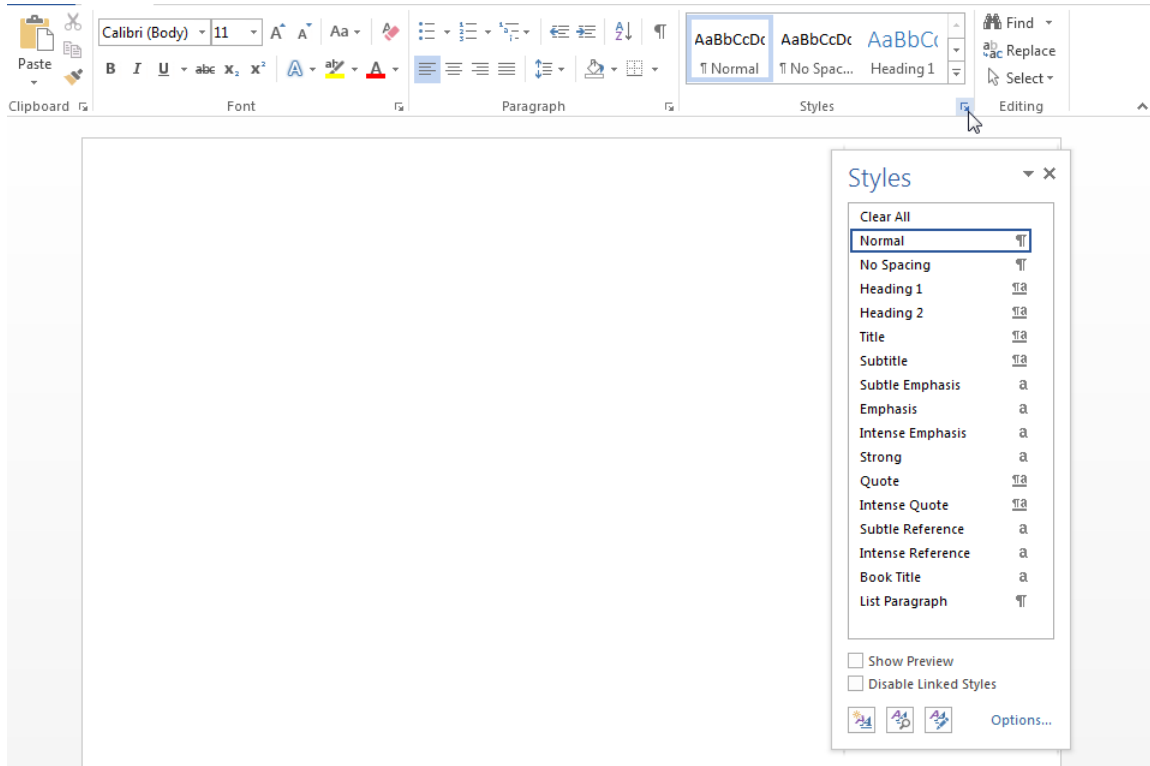 Calibri (Body) 11 A A Aa
Paste
B I U abc X₂ X² A aby A
Clipboard Font Paragraph Styles Editing
¶
AaBbCcDc AaBbCcDc AaBbC
¶ Normal ¶ No Spac... Heading 1
Find
Replace
Select
Styles
Clear All
Normal ¶
No Spacing ¶
Heading 1 ¶a
Heading 2 ¶a
Title ¶a
Subtitle ¶a
Subtle Emphasis a
Emphasis a
Intense Emphasis a
Strong a
Quote ¶a
Intense Quote ¶a
Subtle Reference a
Intense Reference a
Book Title a
List Paragraph ¶
Show Preview
Disable Linked Styles
Options...